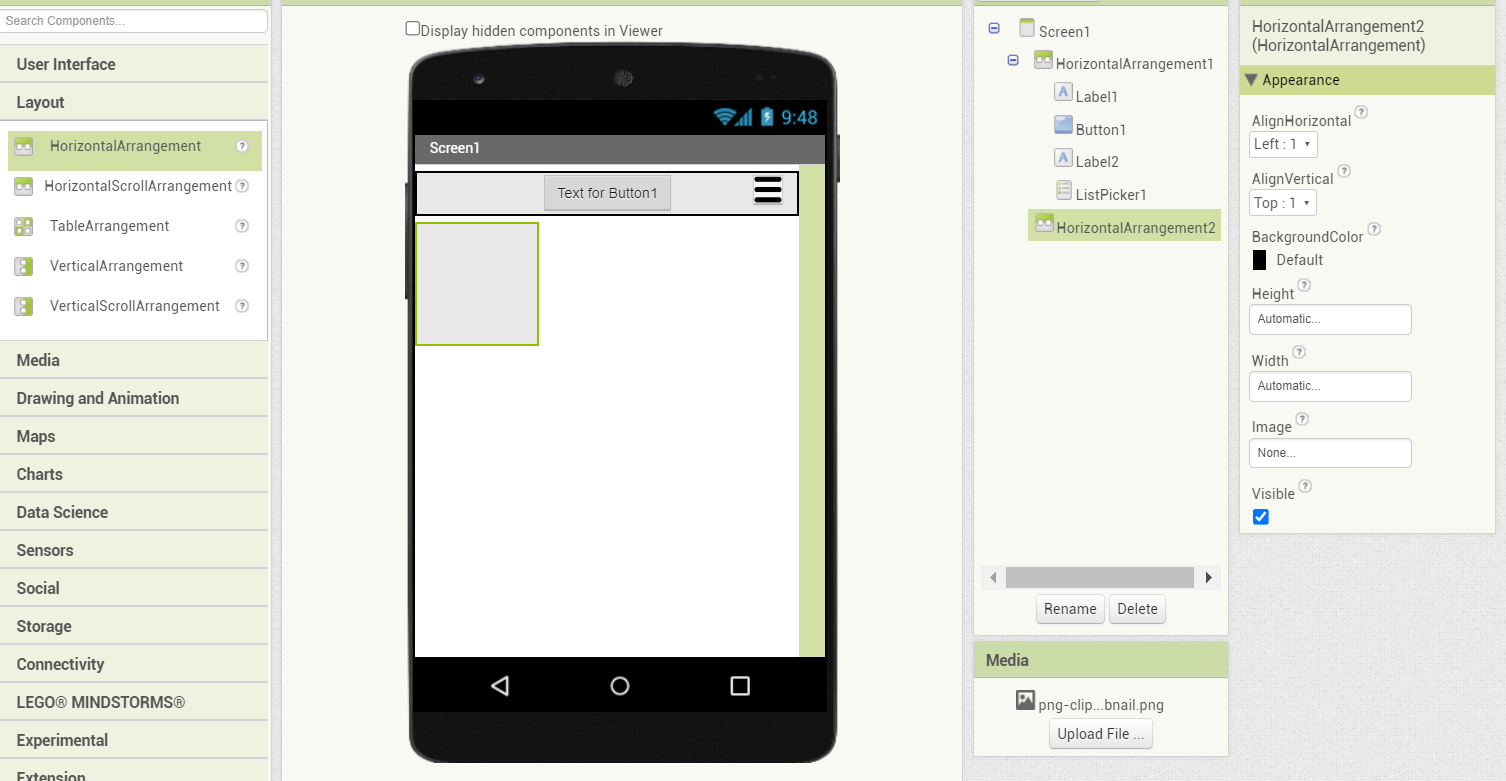 Search Components...
User Interface
Layout
HorizontalArrangement
HorizontalScrollArrangement
TableArrangement
VerticalArrangement
VerticalScrollArrangement
Media
Drawing and Animation
Maps
Charts
Data Science
Sensors
Social
Storage
Connectivity
LEGO® MINDSTORMS®
Experimental
Extension
Display hidden components in Viewer
9:48
Screen1
Text for Button1
Screen1
HorizontalArrangement1
Label1
Button1
Label2
ListPicker1
HorizontalArrangement2
Rename
Delete
Media
png-clip...bnail.png
Upload File ...
HorizontalArrangement2
(HorizontalArrangement)
Appearance
AlignHorizontal
Left : 1
AlignVertical
Top : 1
BackgroundColor
Default
Height
Automatic...
Width
Automatic...
Image
None...
Visible